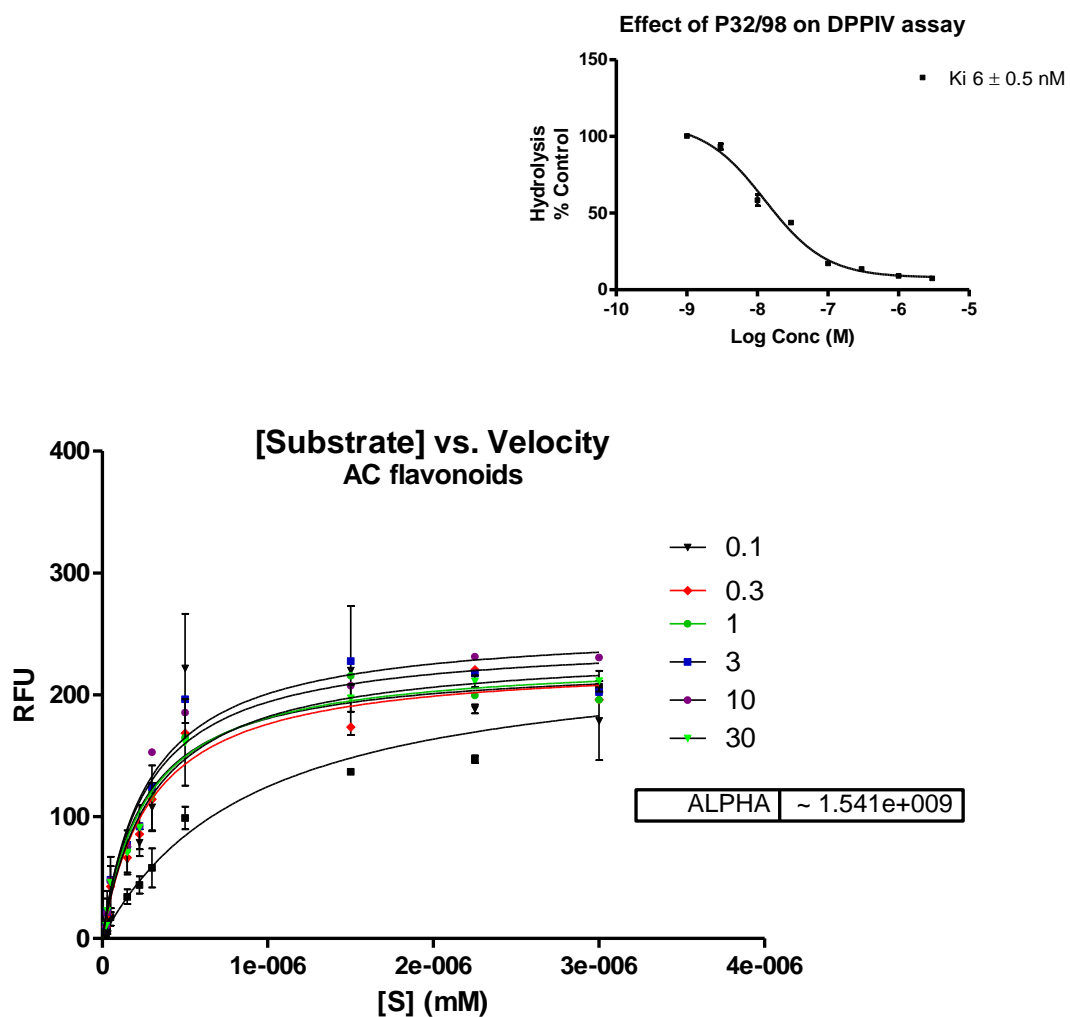 Effect of P32/98 on DPPIV assay
150
100
50
0
Hydrolysis
% Control
Ki 6 ± 0.5 nM
-10 -9 -8 -7 -6 -5
Log Conc (M)
[Substrate] vs. Velocity
AC flavonoids
400
300
200
100
0
RFU
0.1
0.3
1
3
10
30
ALPHA ~ 1.541e+009
0 1e-006 2e-006 3e-006 4e-006
[S] (mM)